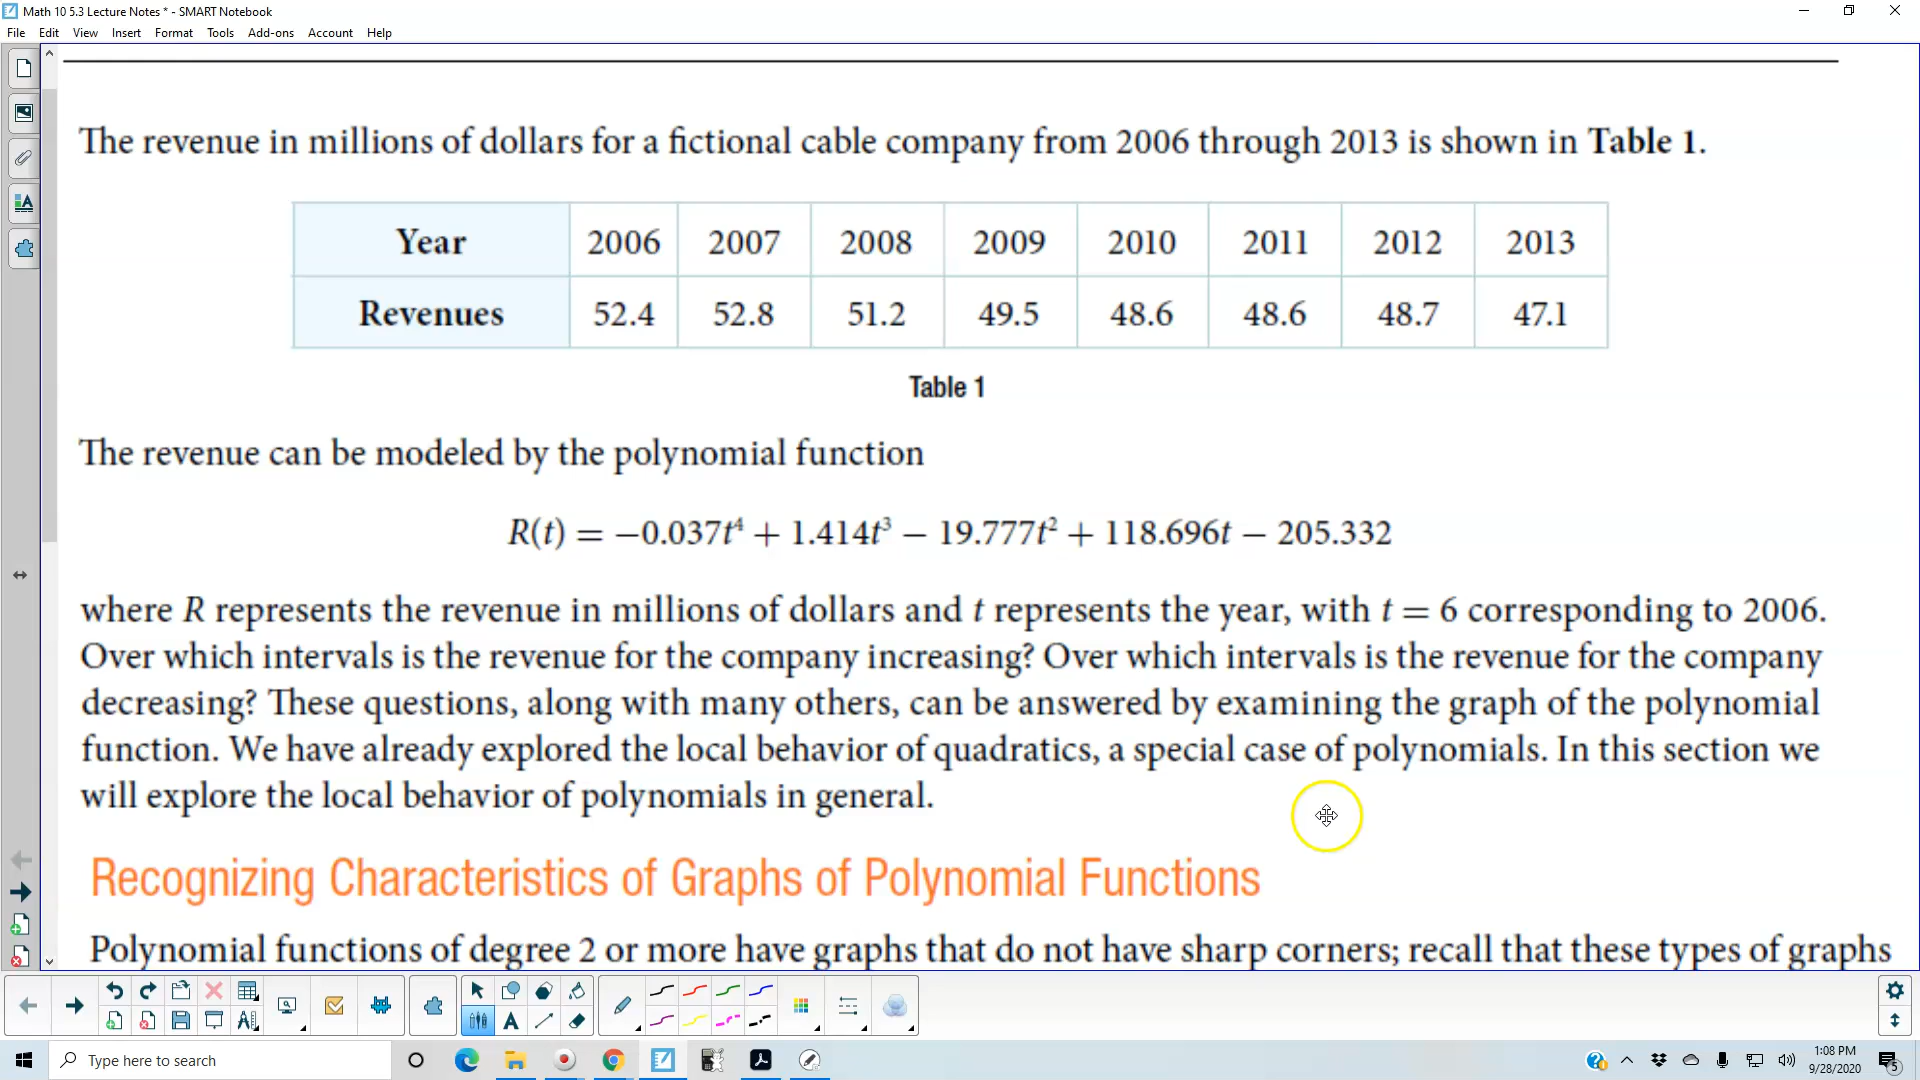 Math 10 5.3 Lecture Notes * - SMART Notebook
File Edit View Insert Format Tools Add-ons Account Help
The revenue in millions of dollars for a fictional cable company from 2006 through 2013 is shown in Table 1.
Year 2006 2007 2008 2009 2010 2011 2012 2013
Revenues 52.4 52.8 51.2 49.5 48.6 48.6 48.7 47.1
Table 1
The revenue can be modeled by the polynomial function
R(t) = −0.037t⁴ + 1.414t³ − 19.777t² + 118.696t − 205.332
where R represents the revenue in millions of dollars and t represents the year, with t = 6 corresponding to 2006.
Over which intervals is the revenue for the company increasing? Over which intervals is the revenue for the company
decreasing? These questions, along with many others, can be answered by examining the graph of the polynomial
function. We have already explored the local behavior of quadratics, a special case of polynomials. In this section we
will explore the local behavior of polynomials in general.
Recognizing Characteristics of Graphs of Polynomial Functions
Polynomial functions of degree 2 or more have graphs that do not have sharp corners; recall that these types of graphs
Type here to search
1:08 PM
9/28/2020
5